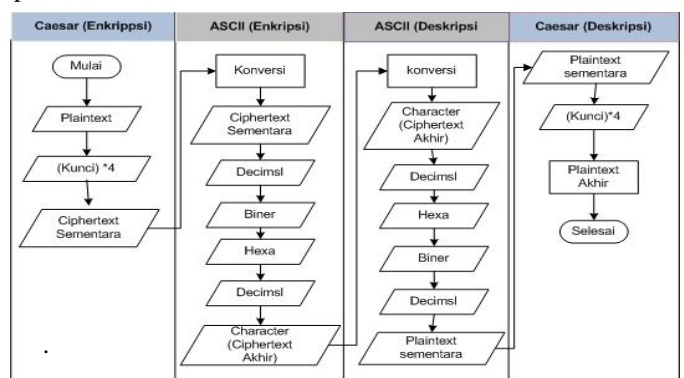 Caesar (Enkrippsi)
Mulai
Plaintext
(Kunci) *4
Ciphertext
Sementara
ASCII (Enkripsi)
Konversi
Ciphertext
Sementara
Decimsl
Biner
Hexa
Decimsl
Character
(Ciphertext
Akhir)
ASCII (Deskripsi
konversi
Character
(Ciphertext
Akhir)
Decimsl
Hexa
Biner
Decimsl
Plaintext
sementara
Caesar (Deskripsi)
Plaintext
sementara
(Kunci)*4
Plaintext
Akhir
Selesai
.